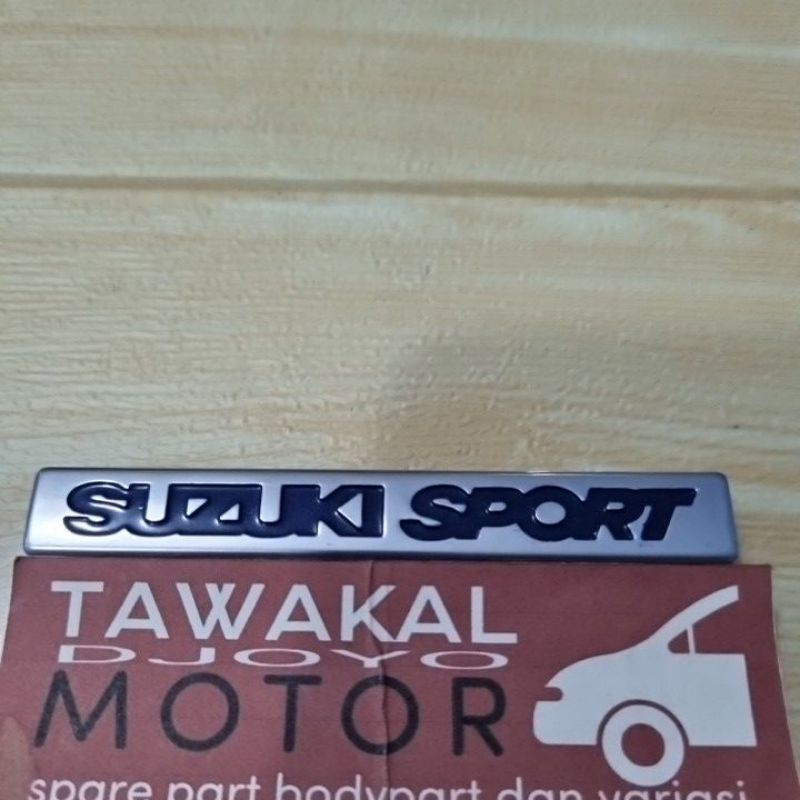 SUZUKI SPORT
TAWAKAL
DJOYO
MOTOR
spare part bodypart dan variasi